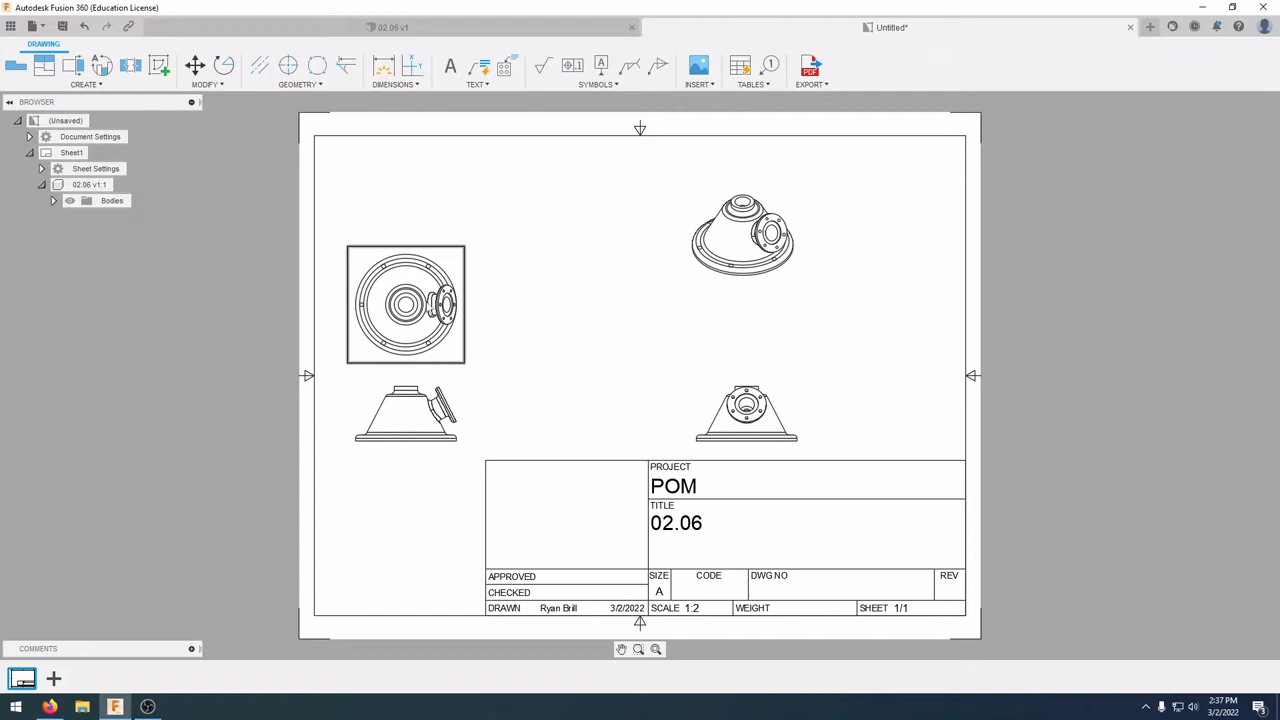 Autodesk Fusion 360 (Education License)
02.06 v1
Untitled*
DRAWING
CREATE
MODIFY
GEOMETRY
DIMENSIONS
TEXT
SYMBOLS
INSERT
TABLES
EXPORT
PDF
BROWSER
(Unsaved)
Document Settings
Sheet1
Sheet Settings
02.06 v1:1
Bodies
PROJECT
POM
TITLE
02.06
APPROVED
CHECKED
DRAWN Ryan Brill 3/2/2022
SIZE
A
CODE
DWG NO
REV
SCALE 1:2
WEIGHT
SHEET 1/1
COMMENTS
2:37 PM
3/2/2022